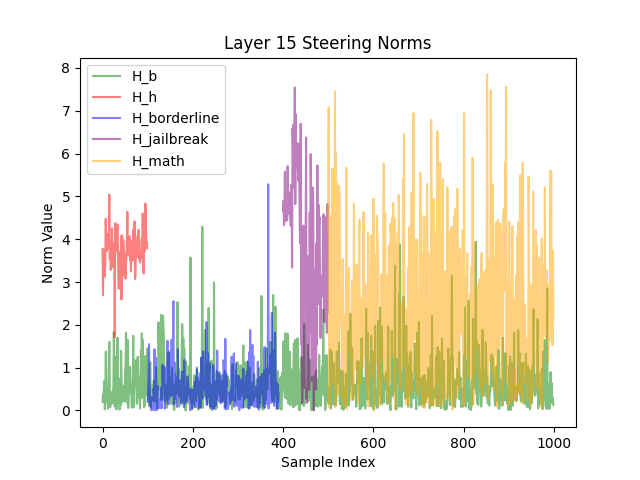 Layer 15 Steering Norms
H_b
H_h
H_borderline
H_jailbreak
H_math
Norm Value
8
7
6
5
4
3
2
1
0
0 200 400 600 800 1000
Sample Index